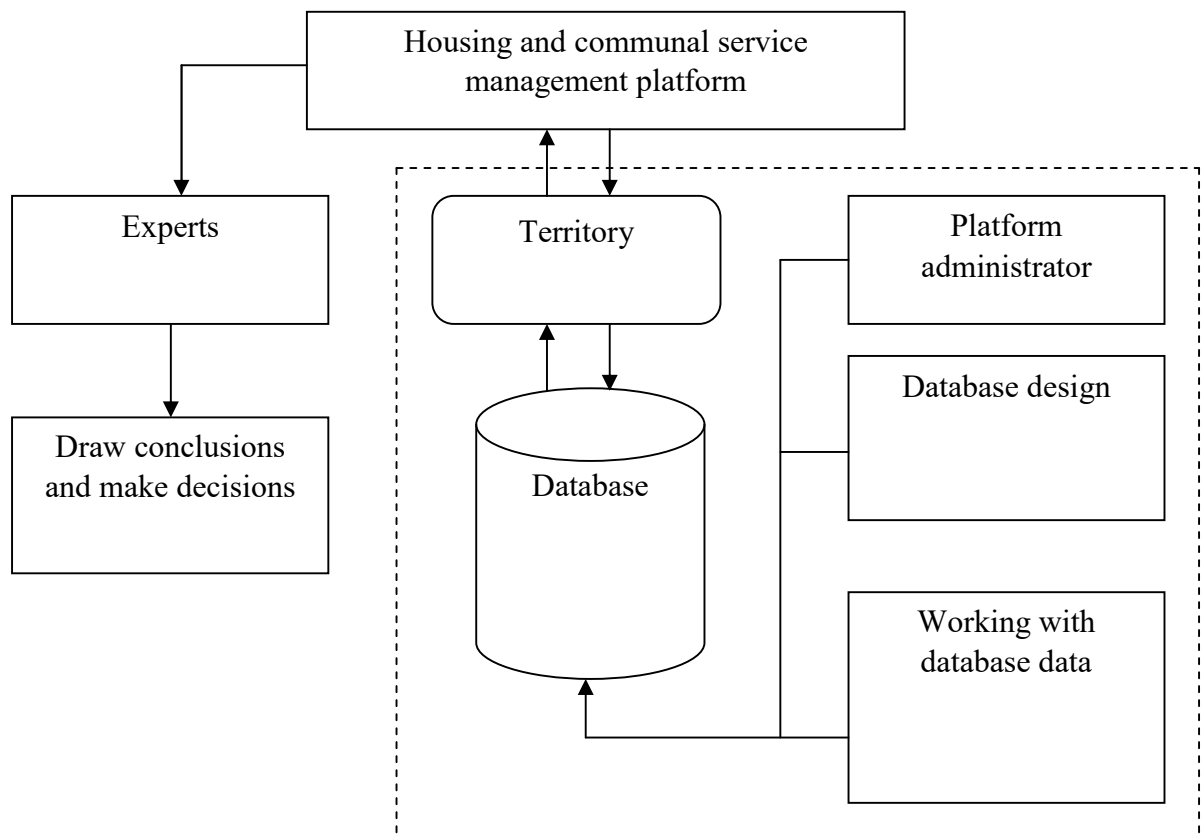 Housing and communal service
management platform
Experts
Territory
Platform
administrator
Draw conclusions
and make decisions
Database
Database design
Working with
database data